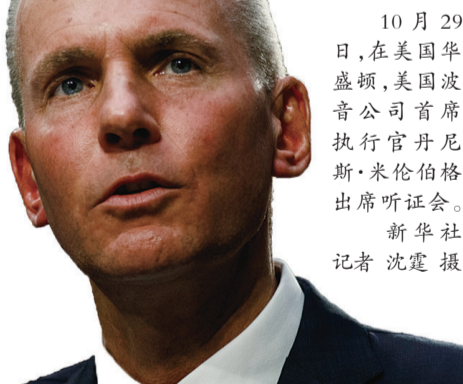 10 月 29
日,在美国华
盛顿,美国波
音公司首席
执行官丹尼
斯·米伦伯格
出席听证会。
新华社
记者 沈霆 摄